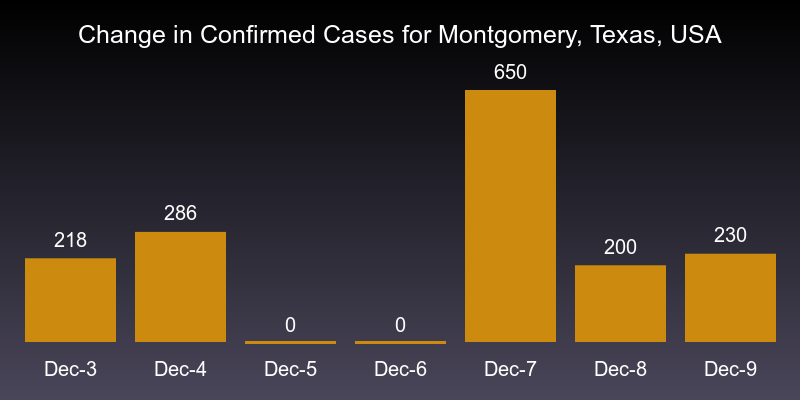 Change in Confirmed Cases for Montgomery, Texas, USA
650
286
218
230
200
0
0
Dec-3
Dec-4
Dec-5
Dec-6
Dec-7
Dec-8
Dec-9